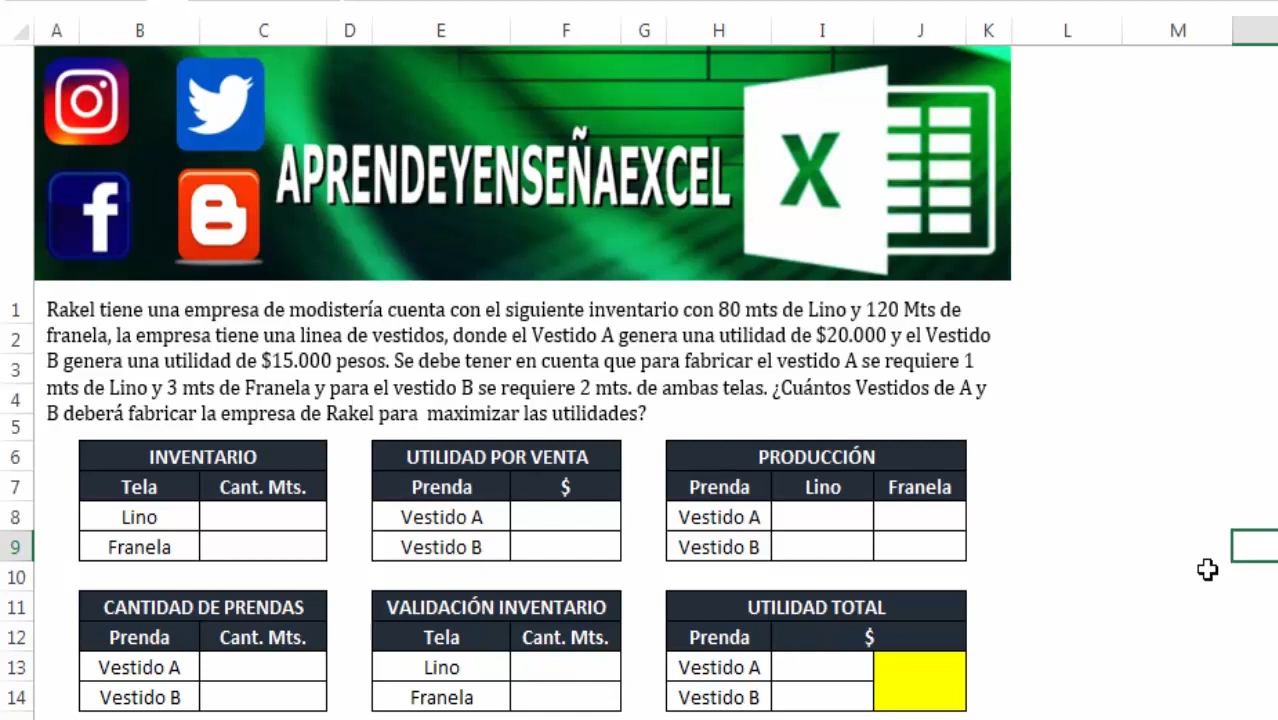 A B C D E F G H I J K L M
APRENDEYENSEÑAEXCEL
X
1 Rakel tiene una empresa de modistería cuenta con el siguiente inventario con 80 mts de Lino y 120 Mts de
2 franela, la empresa tiene una linea de vestidos, donde el Vestido A genera una utilidad de $20.000 y el Vestido
3 B genera una utilidad de $15.000 pesos. Se debe tener en cuenta que para fabricar el vestido A se requiere 1
4 mts de Lino y 3 mts de Franela y para el vestido B se requiere 2 mts. de ambas telas. ¿Cuántos Vestidos de A y
5 B deberá fabricar la empresa de Rakel para maximizar las utilidades?
6 INVENTARIO UTILIDAD POR VENTA PRODUCCIÓN
7 Tela Cant. Mts. Prenda $ Prenda Lino Franela
8 Lino Vestido A Vestido A
9 Franela Vestido B Vestido B
10
11 CANTIDAD DE PRENDAS VALIDACIÓN INVENTARIO UTILIDAD TOTAL
12 Prenda Cant. Mts. Tela Cant. Mts. Prenda $
13 Vestido A Lino Vestido A
14 Vestido B Franela Vestido B